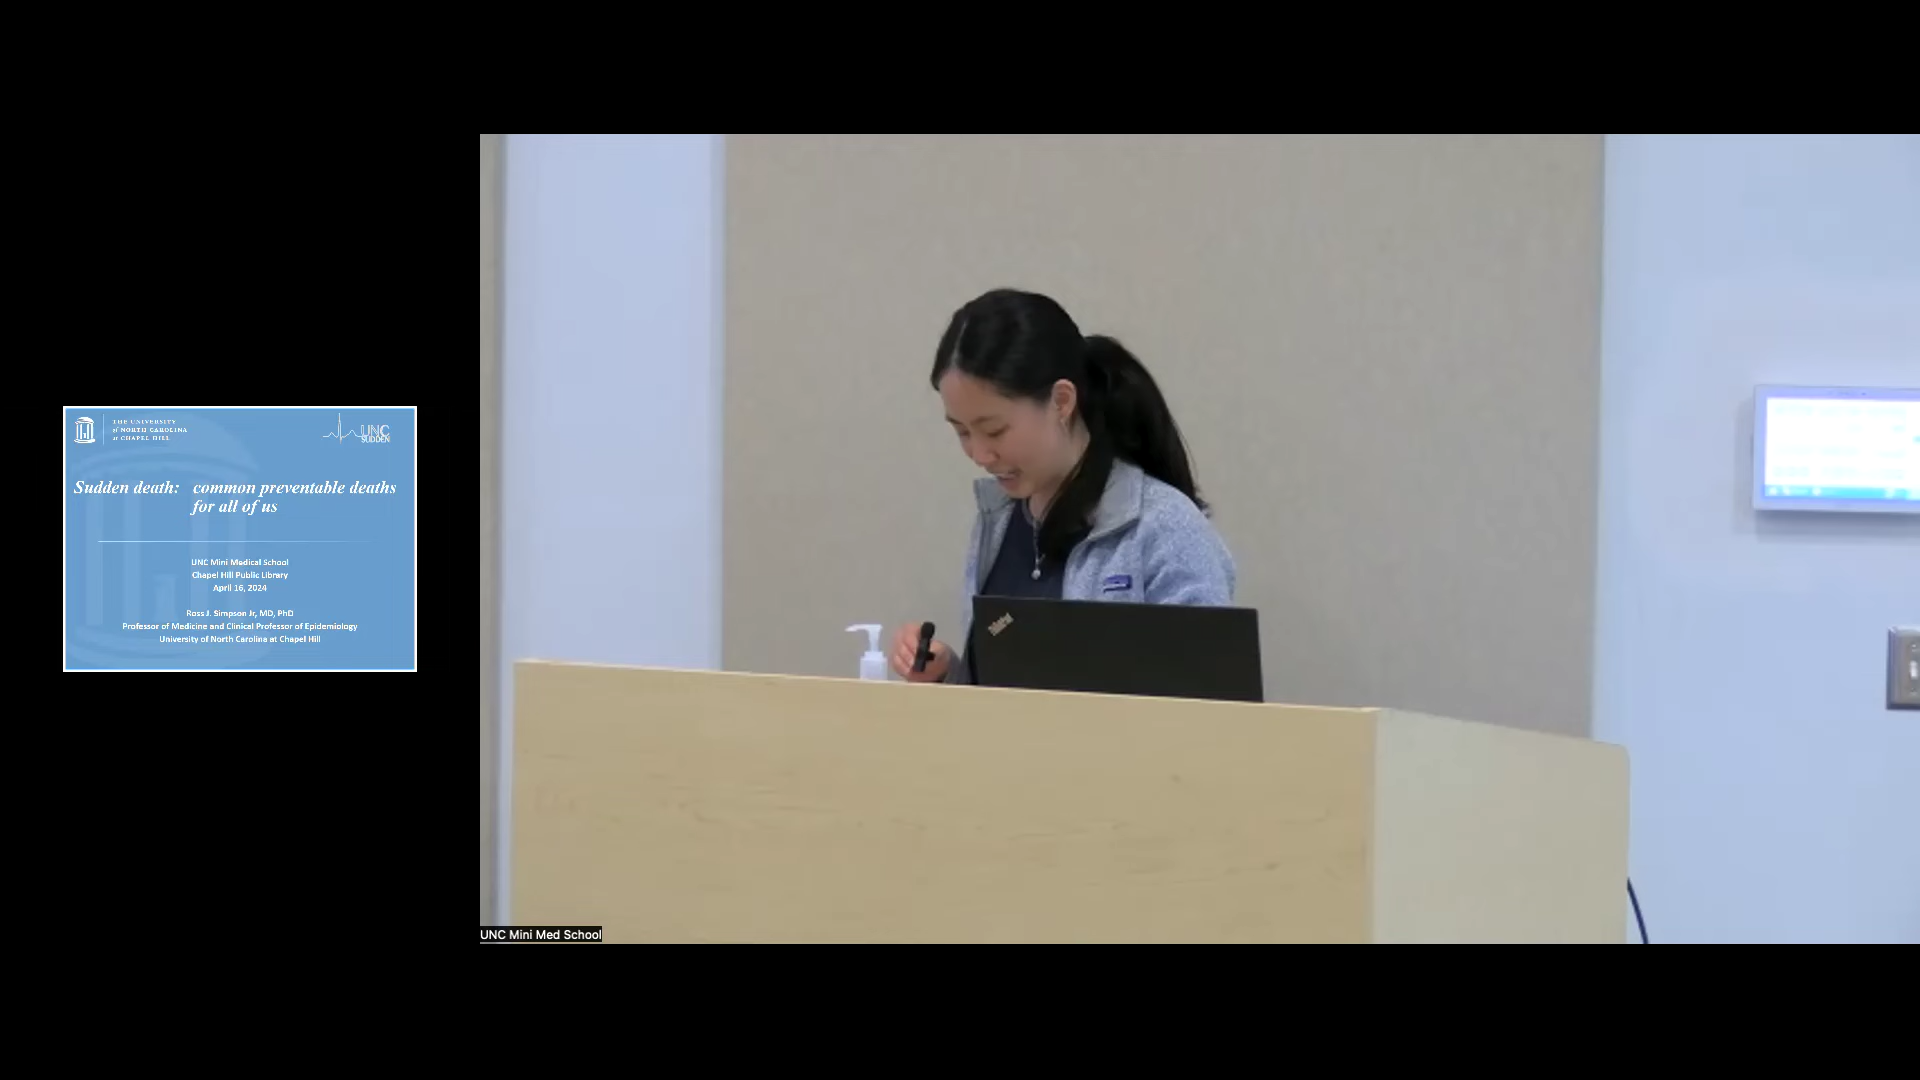 THE UNIVERSITY
of NORTH CAROLINA
at CHAPEL HILL
UNC
SUDDEN
Sudden death: common preventable deaths
for all of us
UNC Mini Medical School
Chapel Hill Public Library
April 16, 2024
Ross J. Simpson Jr, MD, PhD
Professor of Medicine and Clinical Professor of Epidemiology
University of North Carolina at Chapel Hill
ThinkPad
UNC Mini Med School